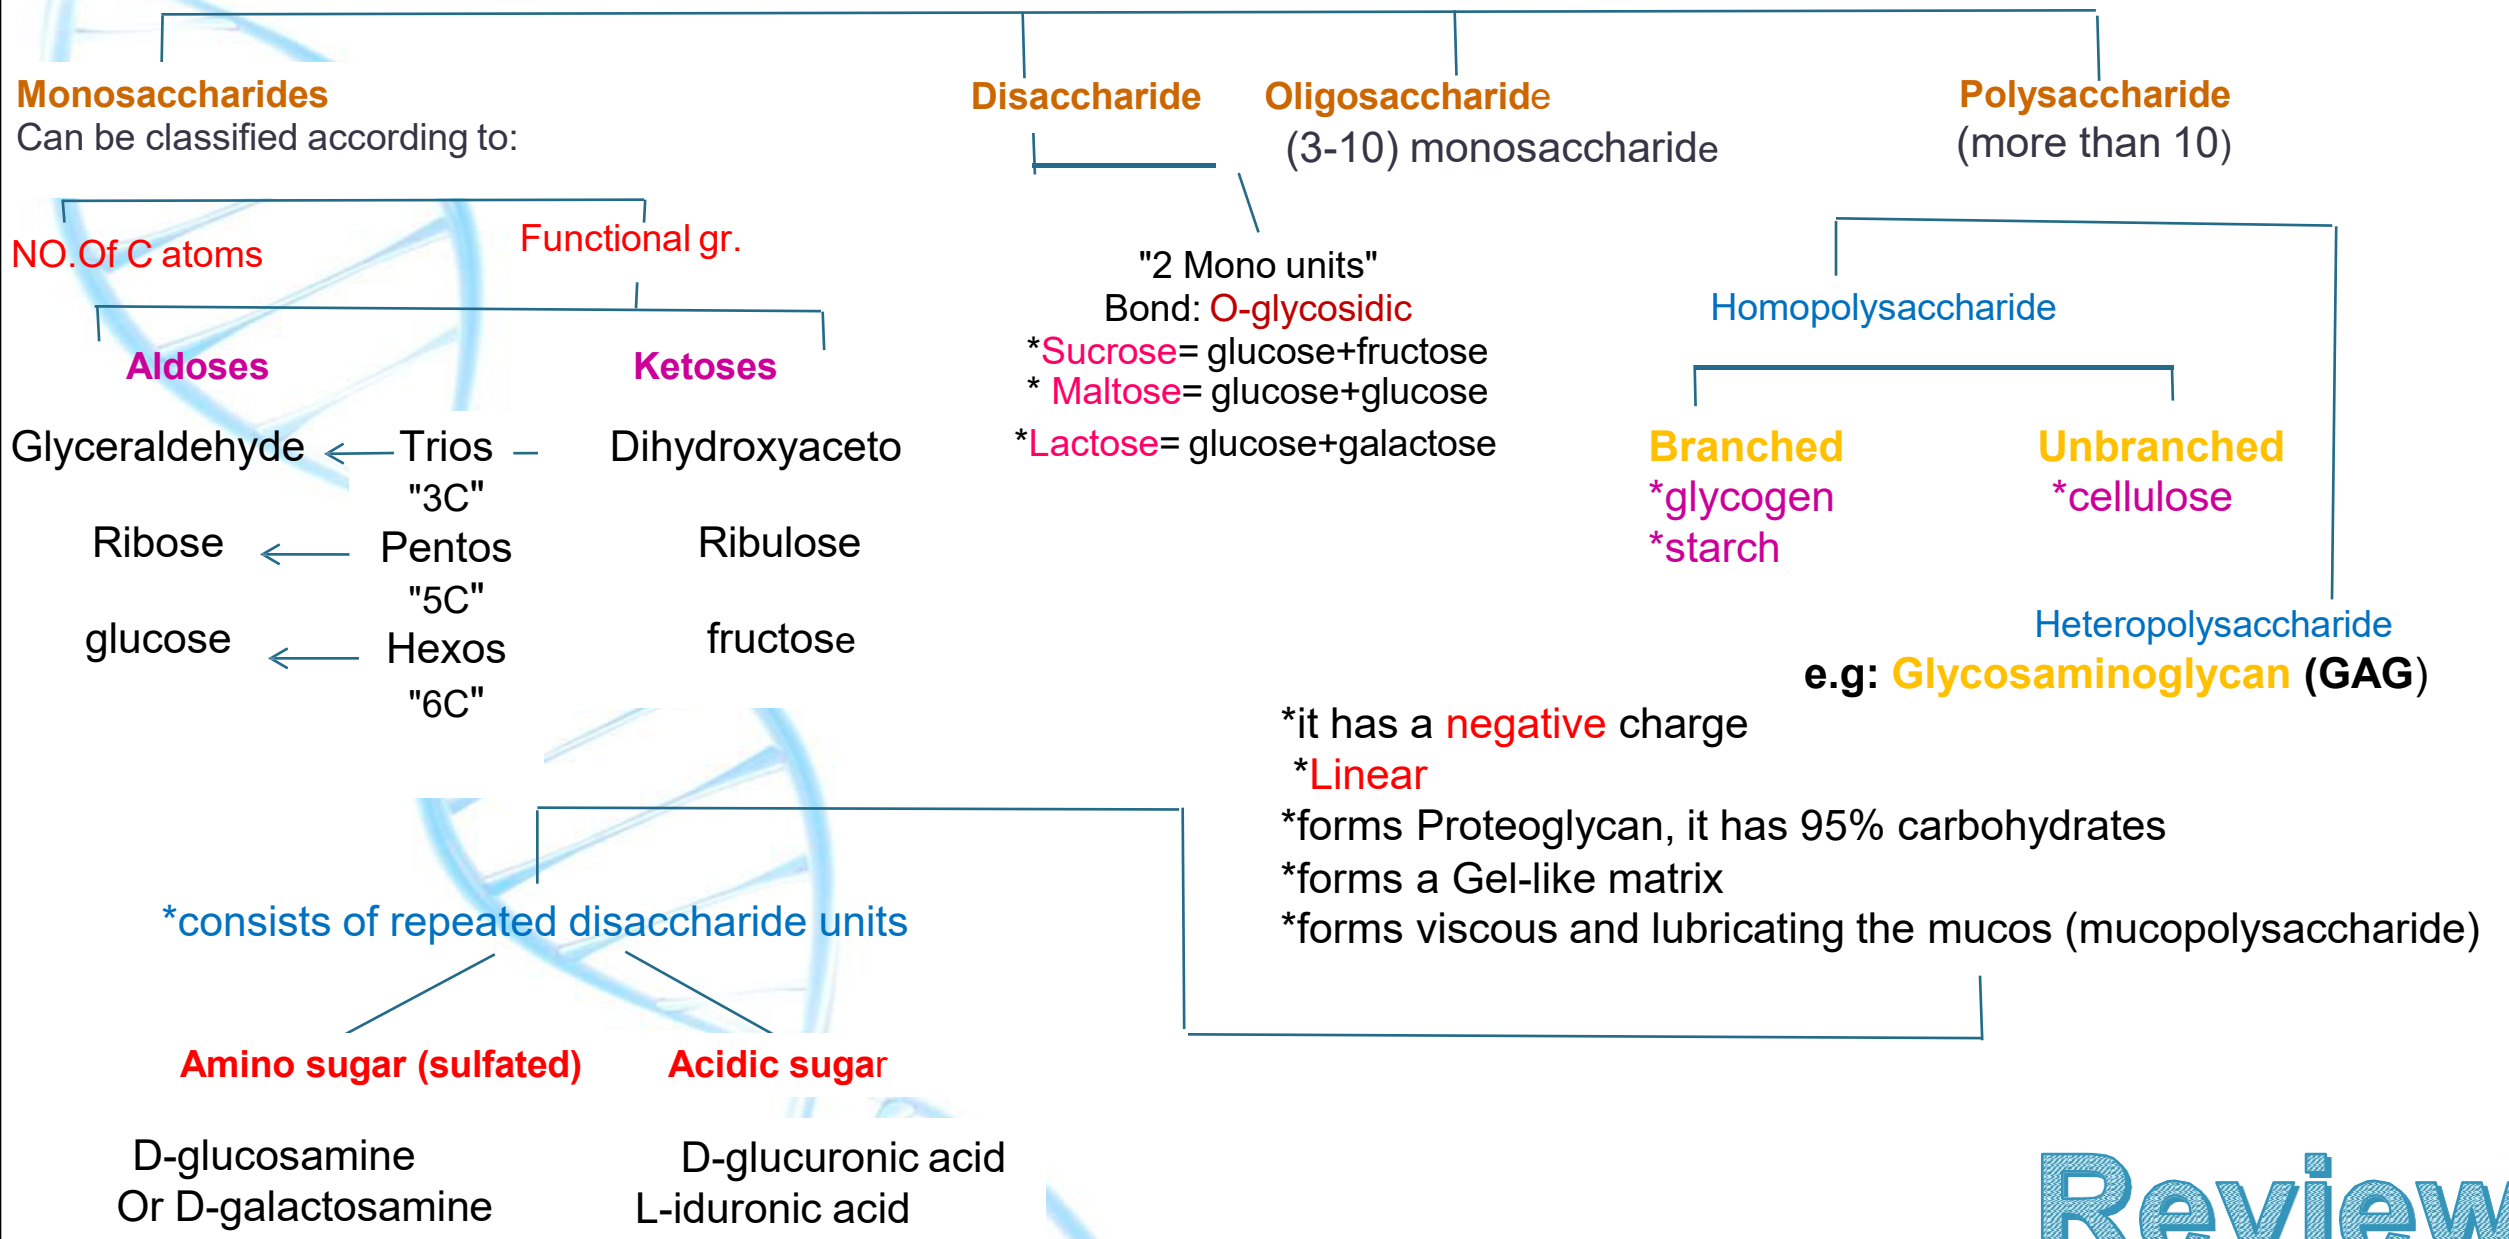 Monosaccharides
Can be classified according to:
NO.Of C atoms
Functional gr.
Aldoses
Ketoses
Glyceraldehyde
Trios
Dihydroxyaceto
"3C"
Ribose
Pentos
Ribulose
"5C"
glucose
Hexos
fructose
"6C"
Disaccharide
"2 Mono units"
Bond: O-glycosidic
*Sucrose= glucose+fructose
* Maltose= glucose+glucose
*Lactose= glucose+galactose
Oligosaccharide
(3-10) monosaccharide
Polysaccharide
(more than 10)
Homopolysaccharide
Branched
*glycogen
*starch
Unbranched
*cellulose
Heteropolysaccharide
e.g: Glycosaminoglycan (GAG)
*it has a negative charge
*Linear
*forms Proteoglycan, it has 95% carbohydrates
*forms a Gel-like matrix
*forms viscous and lubricating the mucos (mucopolysaccharide)
*consists of repeated disaccharide units
Amino sugar (sulfated)
Acidic sugar
D-glucosamine
Or D-galactosamine
D-glucuronic acid
L-iduronic acid
Review